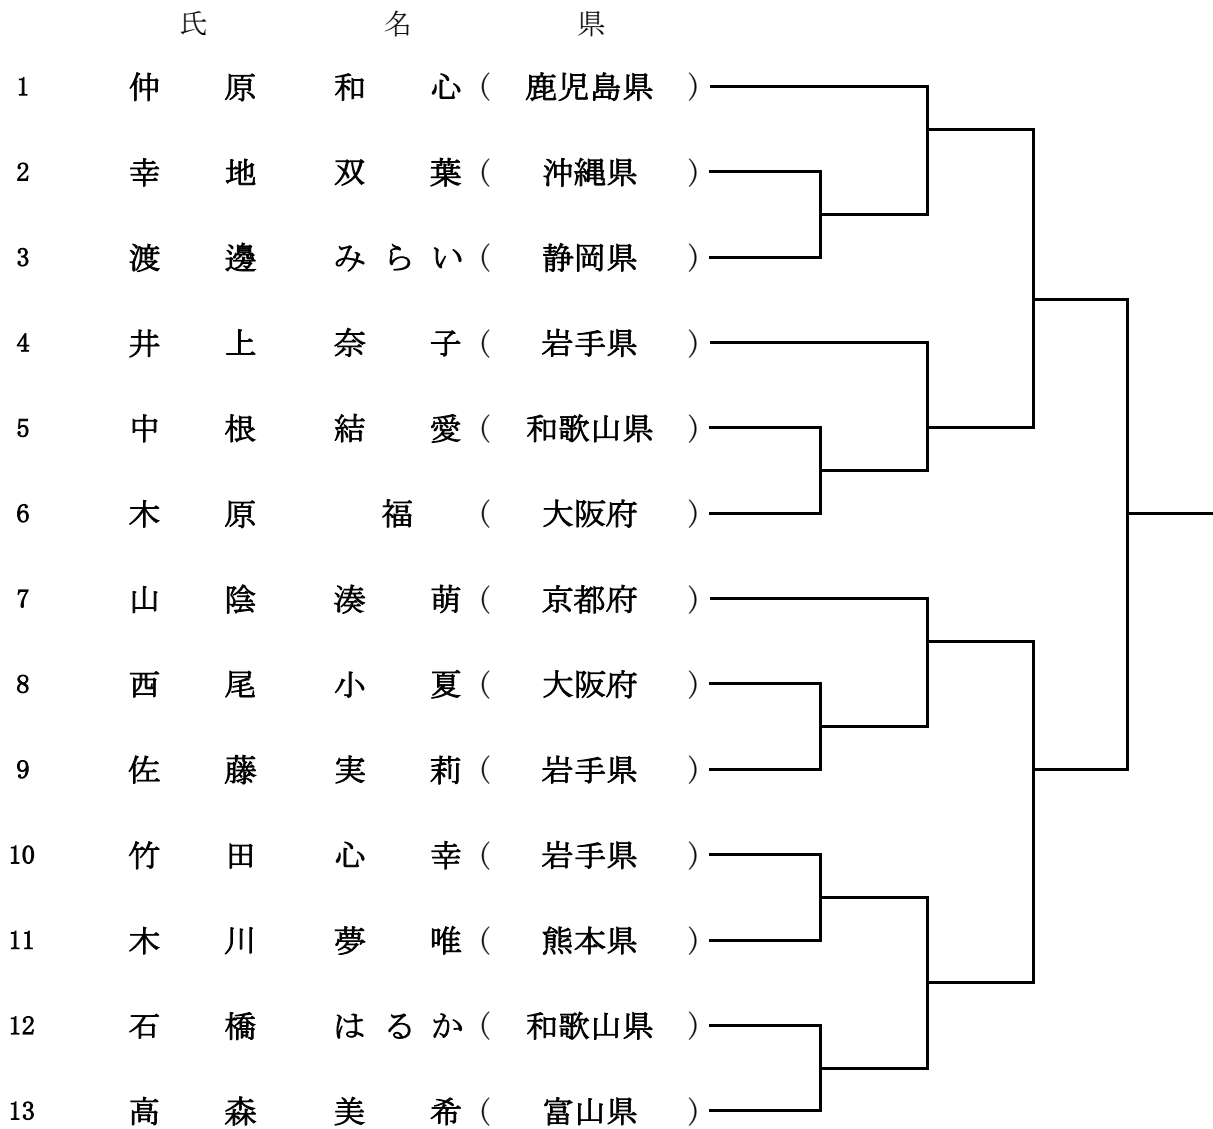 氏 名 県
1 仲原和心 ( 鹿児島県 )
2 幸地双葉 ( 沖縄県 )
3 渡邊みらい ( 静岡県 )
4 井上奈子 ( 岩手県 )
5 中根結愛 ( 和歌山県 )
6 木原福 ( 大阪府 )
7 山陰湊萌 ( 京都府 )
8 西尾小夏 ( 大阪府 )
9 佐藤実莉 ( 岩手県 )
10 竹田心幸 ( 岩手県 )
11 木川夢唯 ( 熊本県 )
12 石橋はるか ( 和歌山県 )
13 高森美希 ( 富山県 )